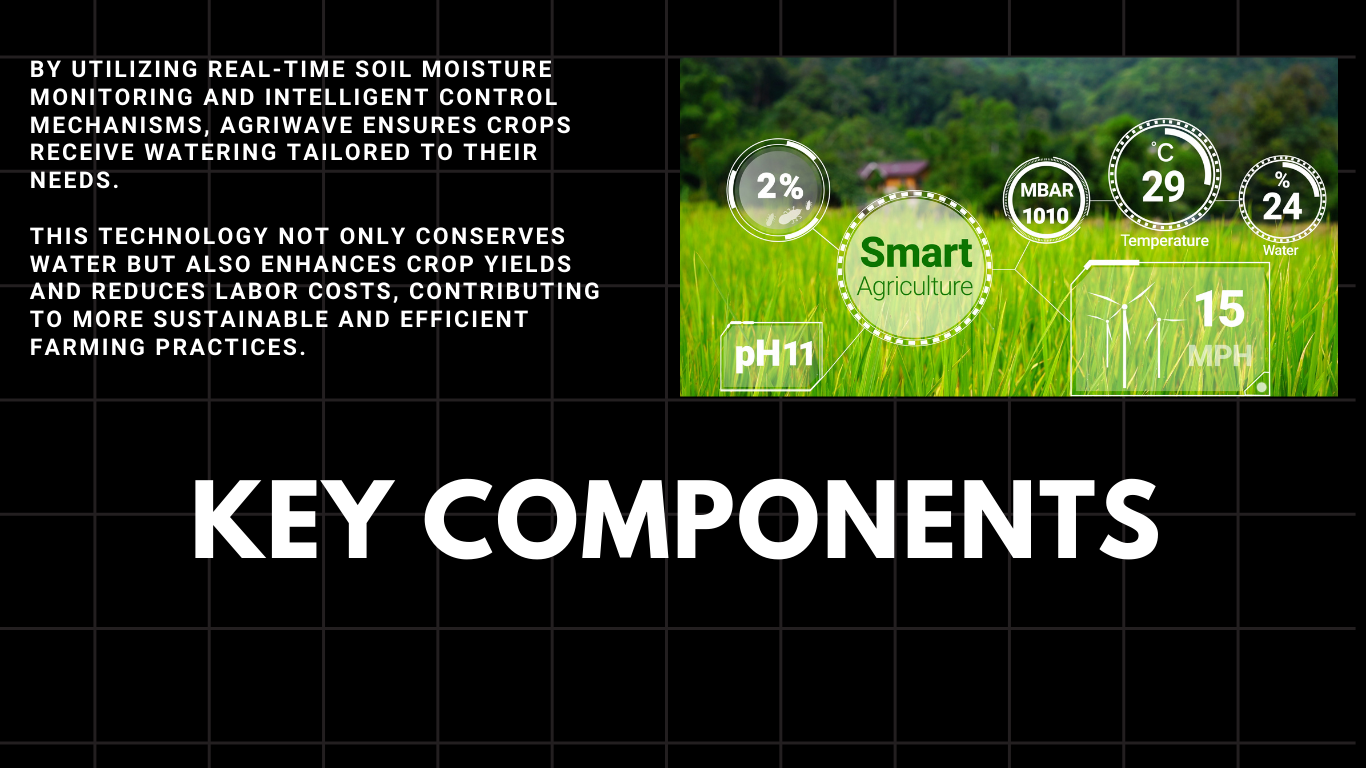 BY UTILIZING REAL-TIME SOIL MOISTURE
MONITORING AND INTELLIGENT CONTROL
MECHANISMS, AGRIWAVE ENSURES CROPS
RECEIVE WATERING TAILORED TO THEIR
NEEDS.
THIS TECHNOLOGY NOT ONLY CONSERVES
WATER BUT ALSO ENHANCES CROP YIELDS
AND REDUCES LABOR COSTS, CONTRIBUTING
TO MORE SUSTAINABLE AND EFFICIENT
FARMING PRACTICES.
2%
Smart
Agriculture
pH11
MBAR
1010
°C
29
Temperature
%
24
Water
15
MPH
KEY COMPONENTS